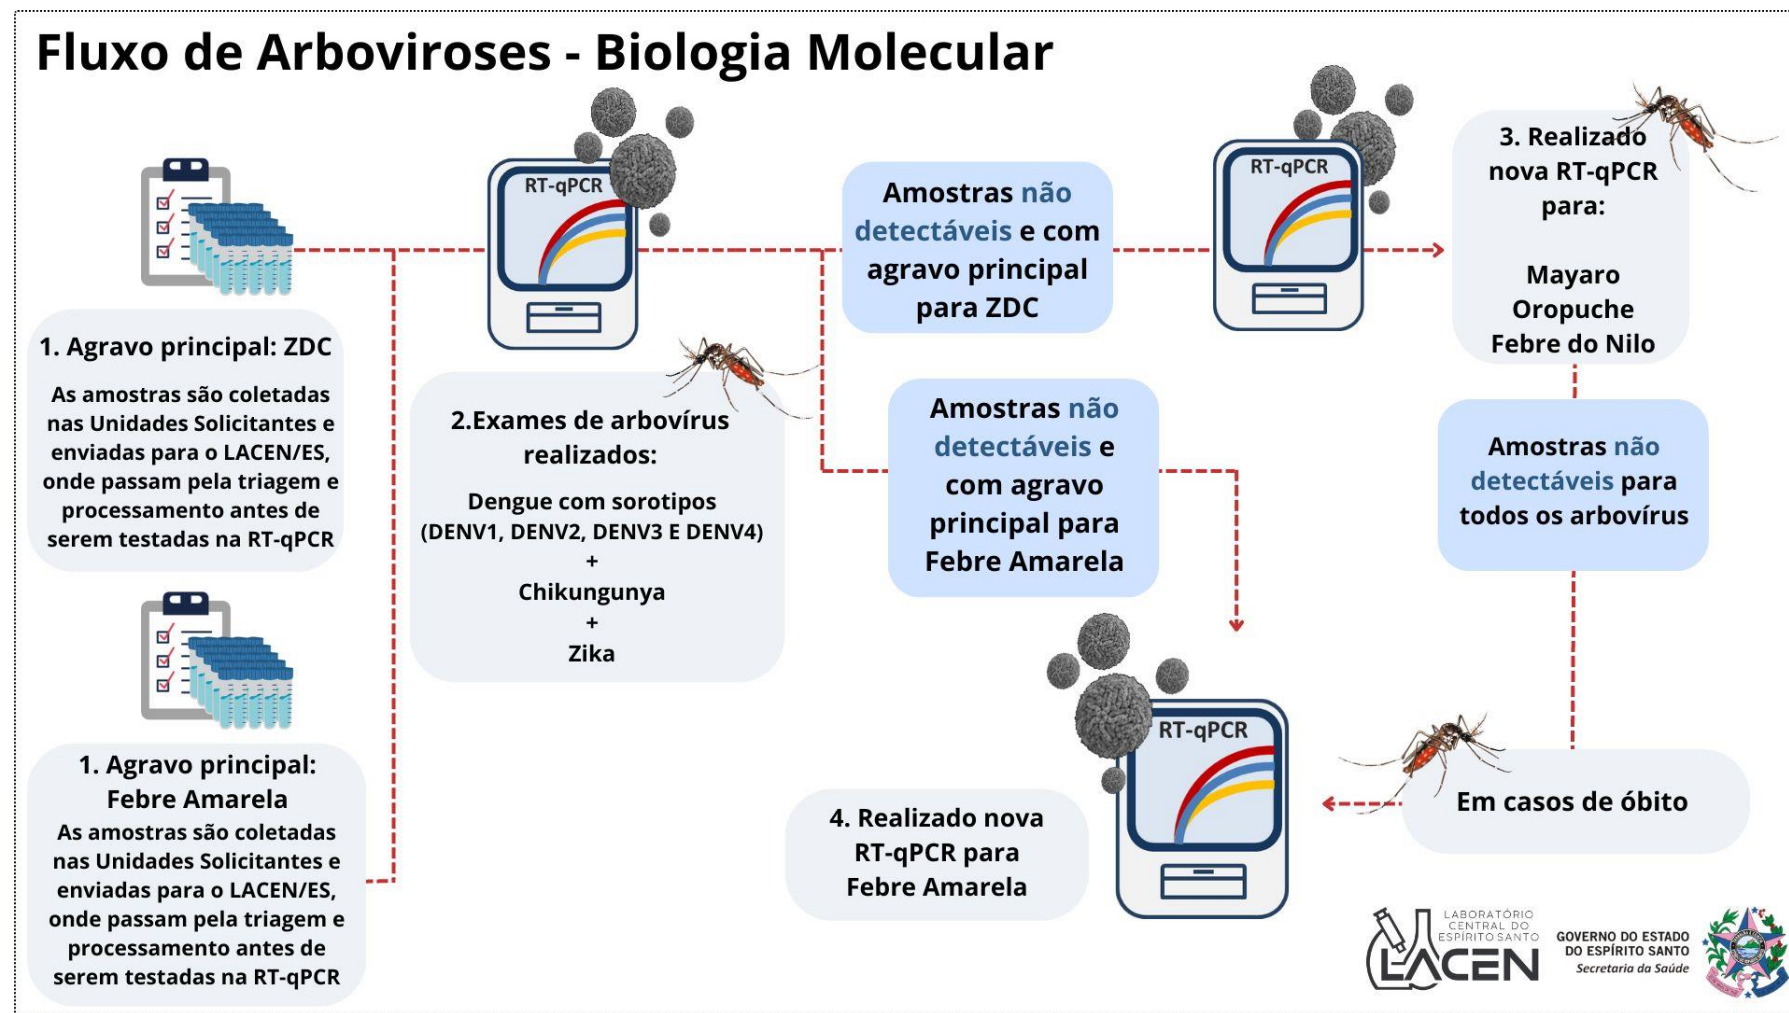 Fluxo de Arboviroses - Biologia Molecular
1. Agravo principal: ZDC
As amostras são coletadas
nas Unidades Solicitantes e
enviadas para o LACEN/ES,
onde passam pela triagem e
processamento antes de
serem testadas na RT-qPCR
1. Agravo principal:
Febre Amarela
As amostras são coletadas
nas Unidades Solicitantes e
enviadas para o LACEN/ES,
onde passam pela triagem e
processamento antes de
serem testadas na RT-qPCR
RT-qPCR
2.Exames de arbovírus
realizados:
Dengue com sorotipos
(DENV1, DENV2, DENV3 E DENV4)
+
Chikungunya
+
Zika
Amostras não
detectáveis e com
agravo principal
para ZDC
Amostras não
detectáveis e
com agravo
principal para
Febre Amarela
RT-qPCR
3. Realizado
nova RT-qPCR
para:
Mayaro
Oropuche
Febre do Nilo
Amostras não
detectáveis para
todos os arbovírus
Em casos de óbito
RT-qPCR
4. Realizado nova
RT-qPCR para
Febre Amarela
LABORATÓRIO
CENTRAL DO
ESPÍRITO SANTO
LACEN
GOVERNO DO ESTADO
DO ESPÍRITO SANTO
Secretaria da Saúde